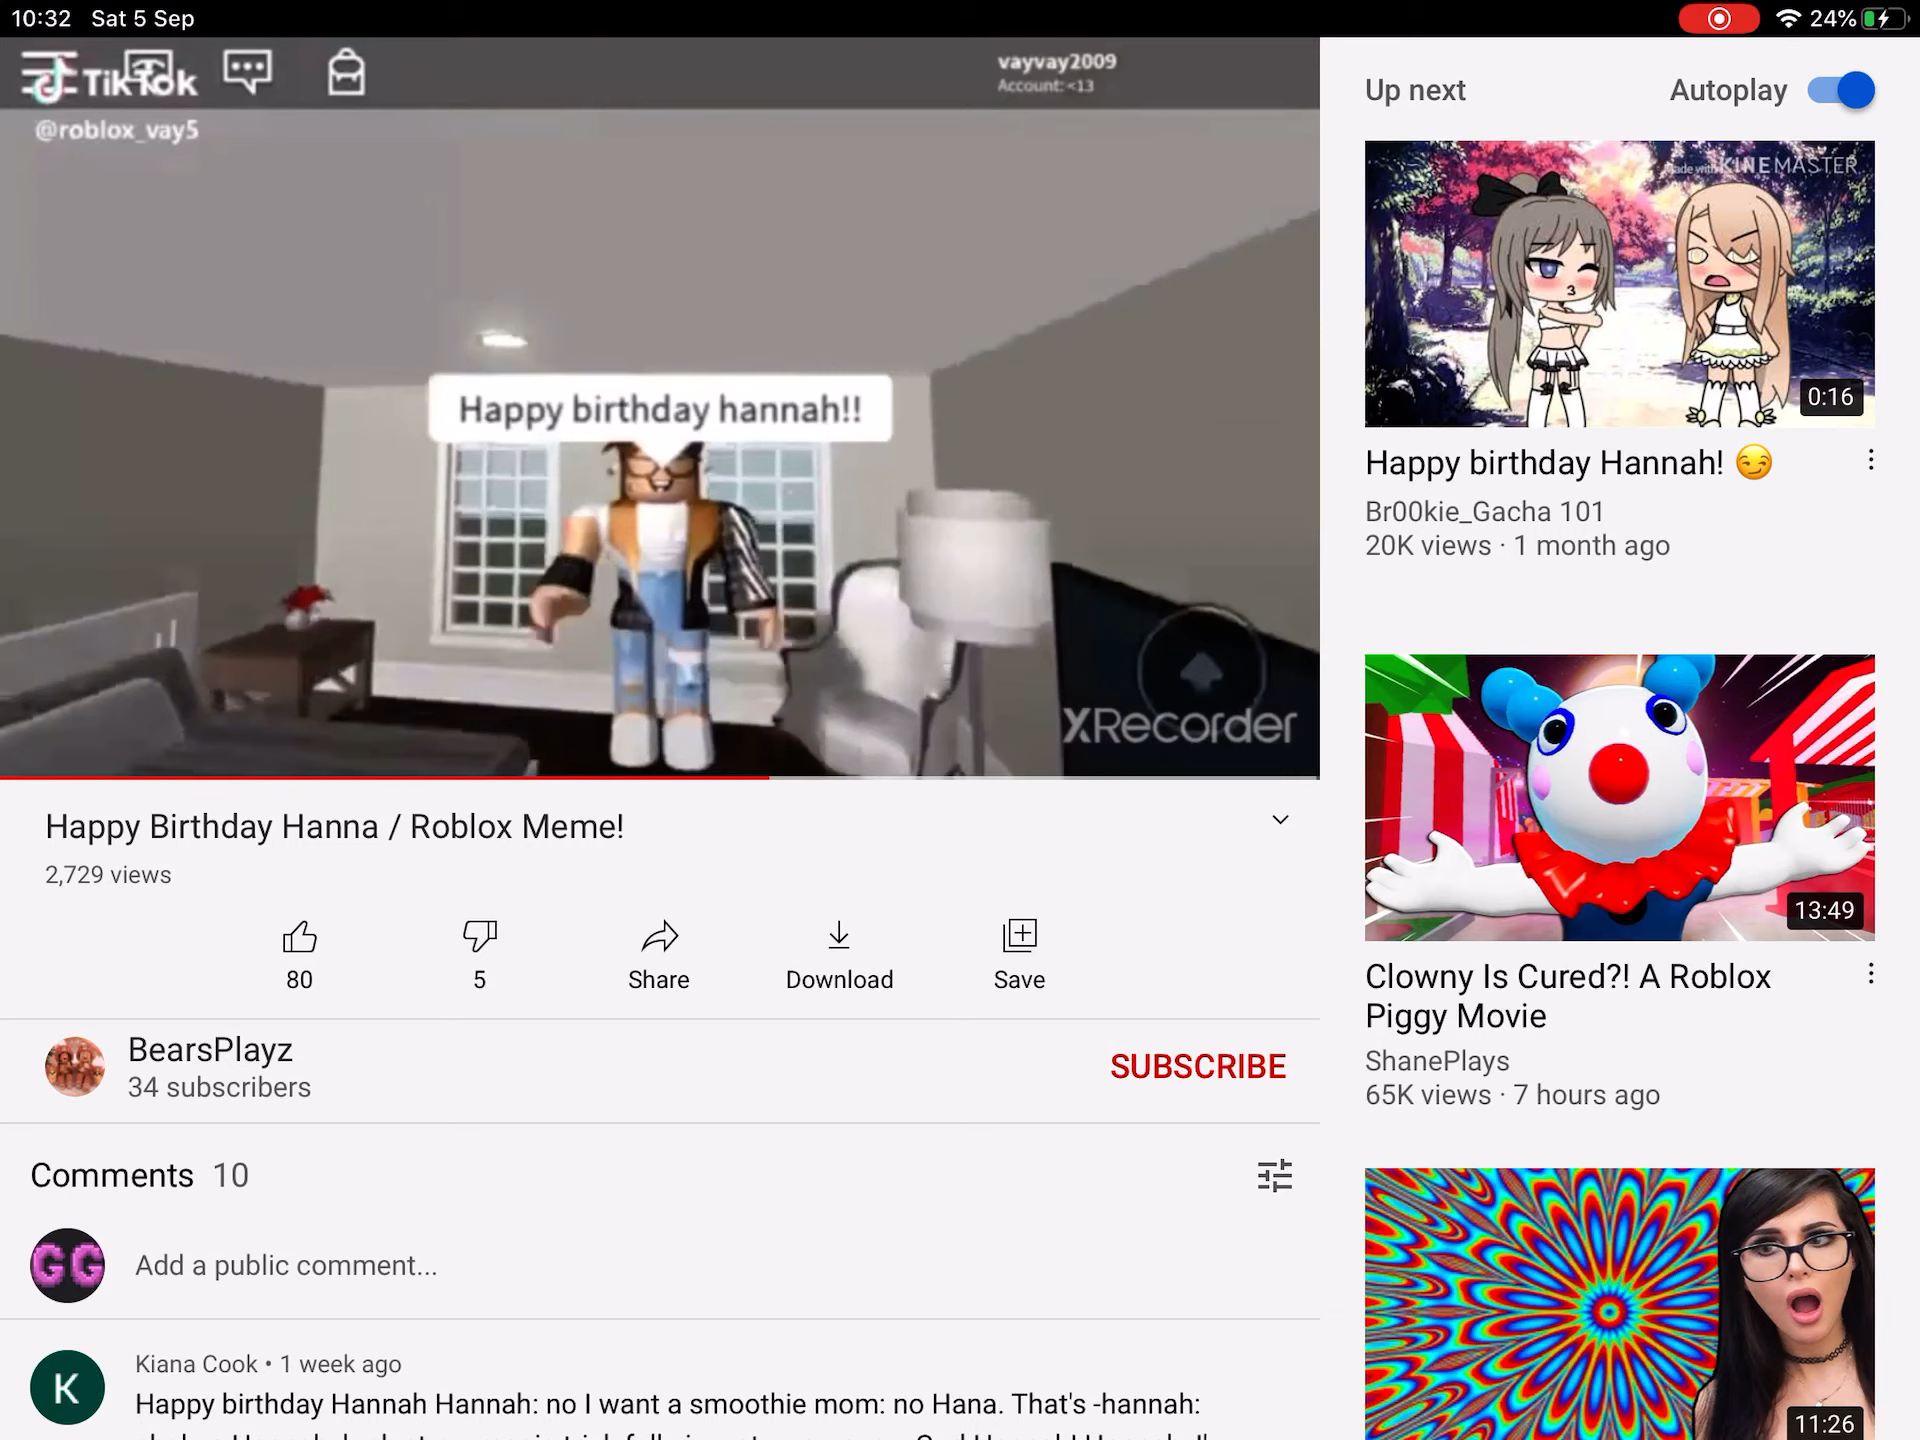 10:32 Sat 5 Sep
24%
TikTok
@roblox_vay5
vayvay2009
Account: <13
Happy birthday hannah!!
XRecorder
Happy Birthday Hanna / Roblox Meme!
2,729 views
80
5
Share
Download
Save
BearsPlayz
34 subscribers
SUBSCRIBE
Comments 10
GG
Add a public comment...
K
Kiana Cook • 1 week ago
Happy birthday Hannah Hannah: no I want a smoothie mom: no Hana. That's -hannah:
Up next
Autoplay
Made with KINEMASTER
0:16
Happy birthday Hannah! 😏
Br00kie_Gacha 101
20K views · 1 month ago
13:49
Clowny Is Cured?! A Roblox
Piggy Movie
ShanePlays
65K views · 7 hours ago
11:26